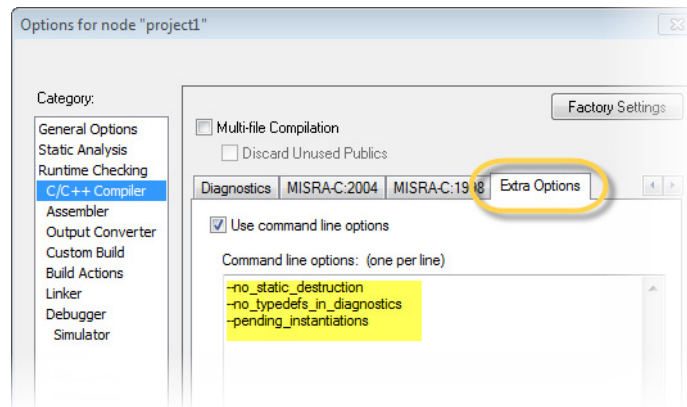 Options for node "project1"
Category:
Factory Settings
General Options
Static Analysis
Runtime Checking
C/C++ Compiler
Assembler
Output Converter
Custom Build
Build Actions
Linker
Debugger
Simulator
Multi-file Compilation
Discard Unused Publics
Diagnostics MISRA-C:2004 MISRA-C:1998 Extra Options
Use command line options
Command line options: (one per line)
--no_static_destruction
--no_typedefs_in_diagnostics
--pending_instantiations